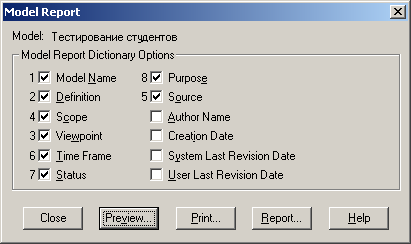 Model Report
Model: Тестирование студентов
Model Report Dictionary Options
1 Model Name 8 Purpose
2 Definition 5 Source
4 Scope Author Name
3 Viewpoint Creation Date
6 Time Frame System Last Revision Date
7 Status User Last Revision Date
Close Preview... Print... Report... Help